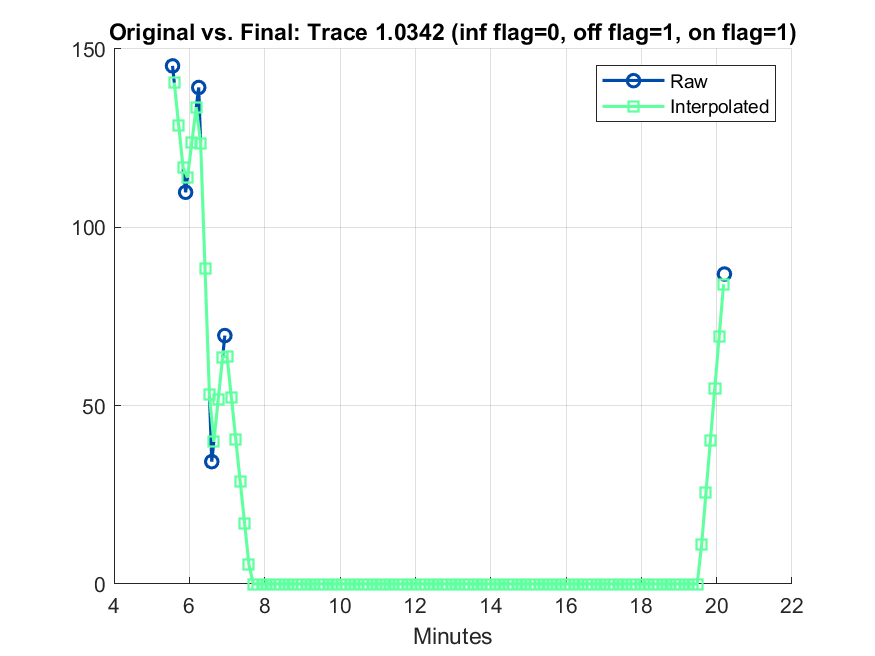 Original vs. Final: Trace 1.0342 (inf flag=0, off flag=1, on flag=1)
Raw
Interpolated
150
100
50
0
4 6 8 10 12 14 16 18 20 22
Minutes